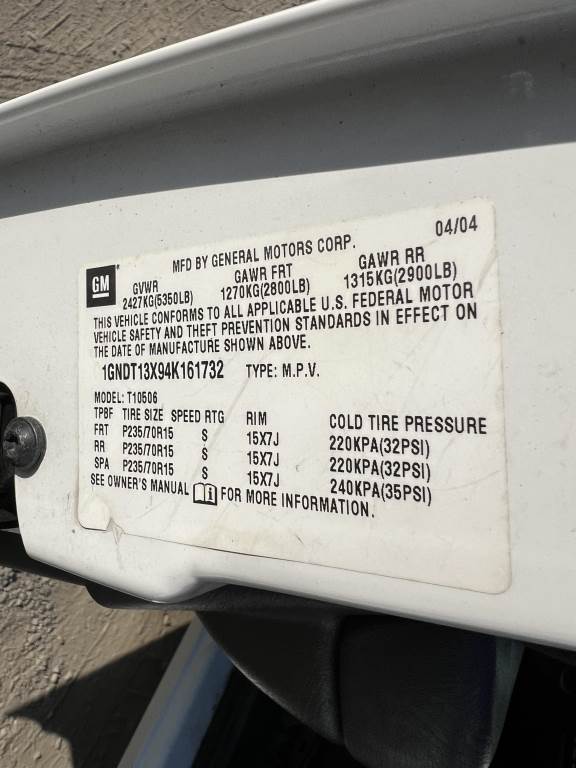 04/04
MFD BY GENERAL MOTORS CORP.
GM
GVWR GAWR FRT GAWR RR
2427KG(5350LB) 1270KG(2800LB) 1315KG(2900LB)
THIS VEHICLE CONFORMS TO ALL APPLICABLE U.S. FEDERAL MOTOR
VEHICLE SAFETY AND THEFT PREVENTION STANDARDS IN EFFECT ON
THE DATE OF MANUFACTURE SHOWN ABOVE.
1GNDT13X94K161732 TYPE: M.P.V.
MODEL: T10506
TPBF TIRE SIZE SPEED RTG RIM COLD TIRE PRESSURE
FRT P235/70R15 S 15X7J 220KPA(32PSI)
RR P235/70R15 S 15X7J 220KPA(32PSI)
SPA P235/70R15 S 15X7J 240KPA(35PSI)
SEE OWNER'S MANUAL FOR MORE INFORMATION.